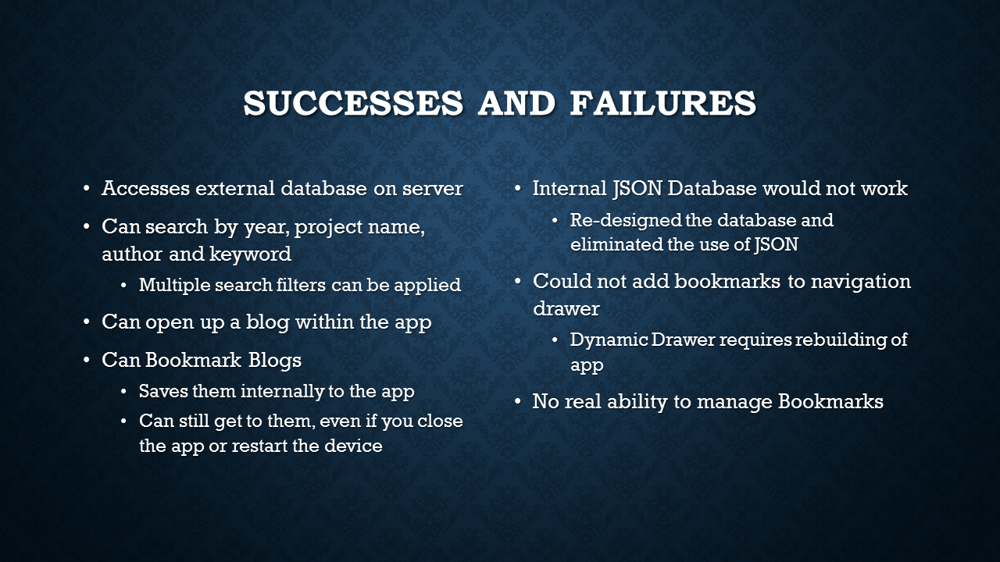 SUCCESSES AND FAILURES
• Accesses external database on server
• Can search by year, project name,
author and keyword
• Multiple search filters can be applied
• Can open up a blog within the app
• Can Bookmark Blogs
• Saves them internally to the app
• Can still get to them, even if you close
the app or restart the device
• Internal JSON Database would not work
• Re-designed the database and
eliminated the use of JSON
• Could not add bookmarks to navigation
drawer
• Dynamic Drawer requires rebuilding of
app
• No real ability to manage Bookmarks